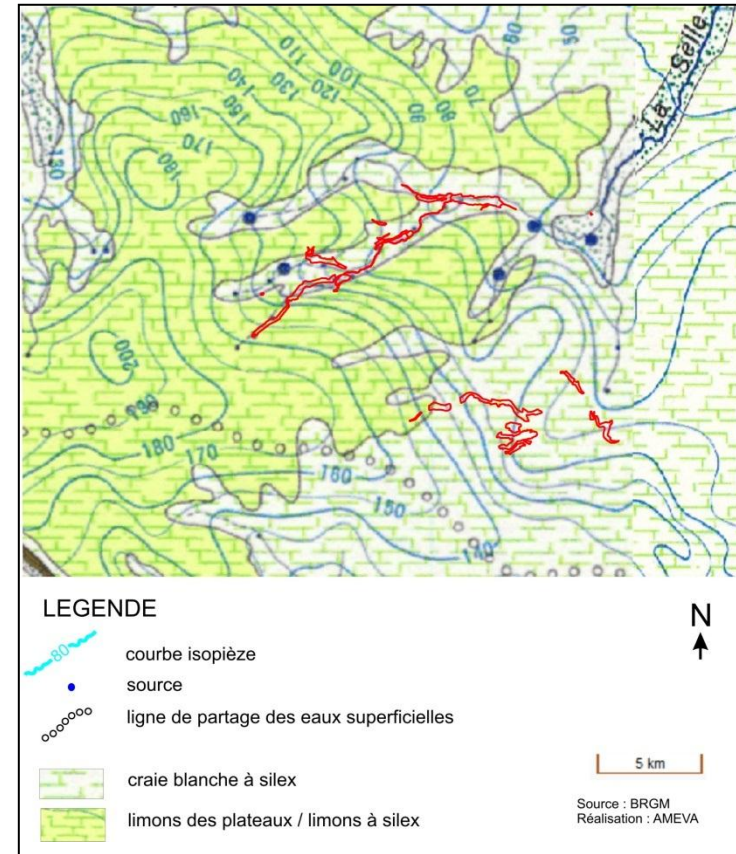 110
100
140
130
120
160
170
180
130
90
80
70
60
50
La Selle
200
190
180
170
160
150
140
LEGENDE
N
80
courbe isopièze
source
ligne de partage des eaux superficielles
craie blanche à silex
limons des plateaux / limons à silex
5 km
Source : BRGM
Réalisation : AMEVA